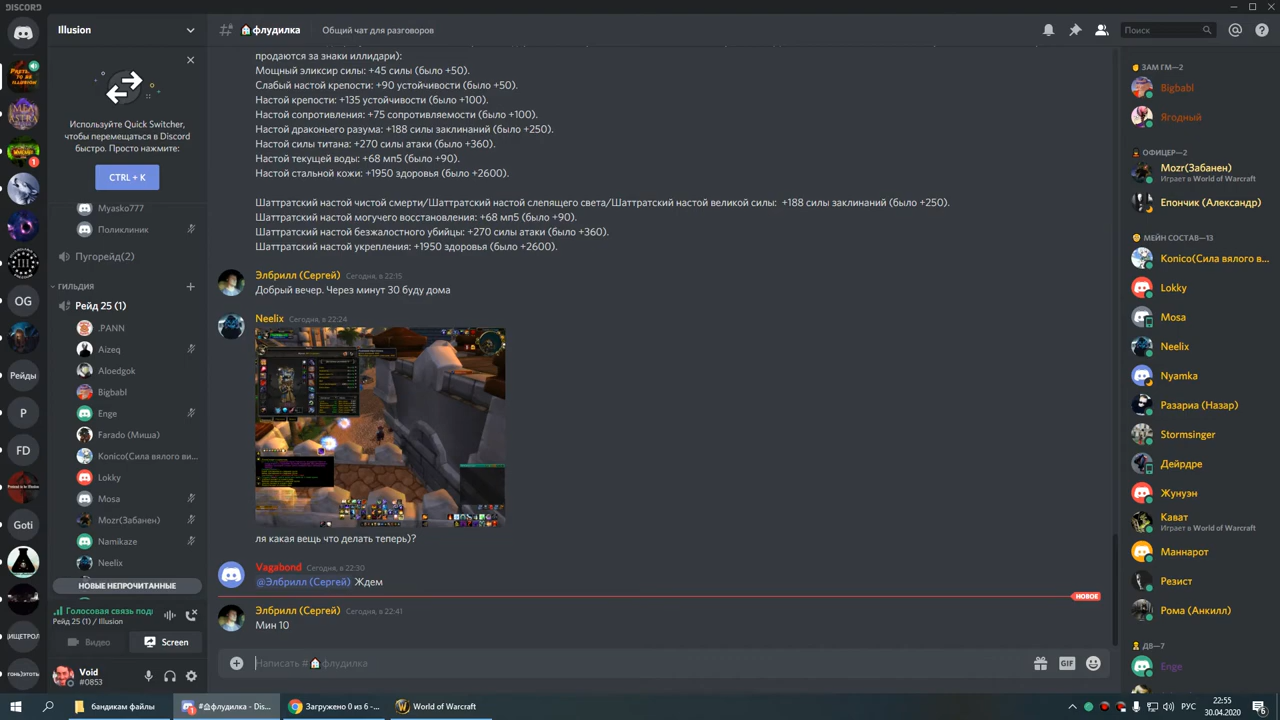 DISCORD
Illusion
флудилка
Общий чат для разговоров
Поиск
Используйте Quick Switcher,
чтобы перемещаться в Discord
быстро. Просто нажмите:
CTRL + K
Myasko777
Поликлиник
Пугорейд(2)
ГИЛЬДИЯ
Рейд 25 (1)
.PANN
Aizeq
Aloedgok
Bigbabl
Enge
Farado (Миша)
Konico(Сила вялого ви...
Lokky
Mosa
Mozr(Забанен)
Namikaze
Neelix
НОВЫЕ НЕПРОЧИТАННЫЕ
Голосовая связь подн
Рейд 25 (1) / Illusion
Видео
Screen
Void
#0853
OG
Рейды
P
FD
Goti
1
продаются за знаки иллидари):
Мощный эликсир силы: +45 силы (было +50).
Слабый настой крепости: +90 устойчивости (было +50).
Настой крепости: +135 устойчивости (было +100).
Настой сопротивления: +75 сопротивляемости (было +100).
Настой драконьего разума: +188 силы заклинаний (было +250).
Настой силы титана: +270 силы атаки (было +360).
Настой текущей воды: +68 мп5 (было +90).
Настой стальной кожи: +1950 здоровья (было +2600).
Шаттратский настой чистой смерти/Шаттратский настой слепящего света/Шаттратский настой великой силы: +188 силы заклинаний (было +250).
Шаттратский настой могучего восстановления: +68 мп5 (было +90).
Шаттратский настой безжалостного убийцы: +270 силы атаки (было +360).
Шаттратский настой укрепления: +1950 здоровья (было +2600).
Элбрилл (Сергей) Сегодня, в 22:15
Добрый вечер. Через минут 30 буду дома
Neelix Сегодня, в 22:24
ля какая вещь что делать теперь)?
Vagabond Сегодня, в 22:30
@Элбрилл (Сергей) Ждем
НОВОЕ
Элбрилл (Сергей) Сегодня, в 22:41
Мин 10
Написать #флудилка
GIF
ЗАМ ГМ—2
Bigbabl
Ягодный
ОФИЦЕР—2
Mozr(Забанен)
Играет в World of Warcraft
Епончик (Александр)
МЕЙН СОСТАВ—13
Konico(Сила вялого в...
Lokky
Mosa
Neelix
Nyamka
Разариа (Назар)
Stormsinger
Дейрдре
Жунуэн
Кават
Играет в World of Warcraft
Маннарот
Резист
Рома (Анкилл)
ДВ—7
Enge
бандикам файлы
#флудилка - Dis...
Загружено 0 из 6 -...
World of Warcraft
РУС
22:55
30.04.2020
6